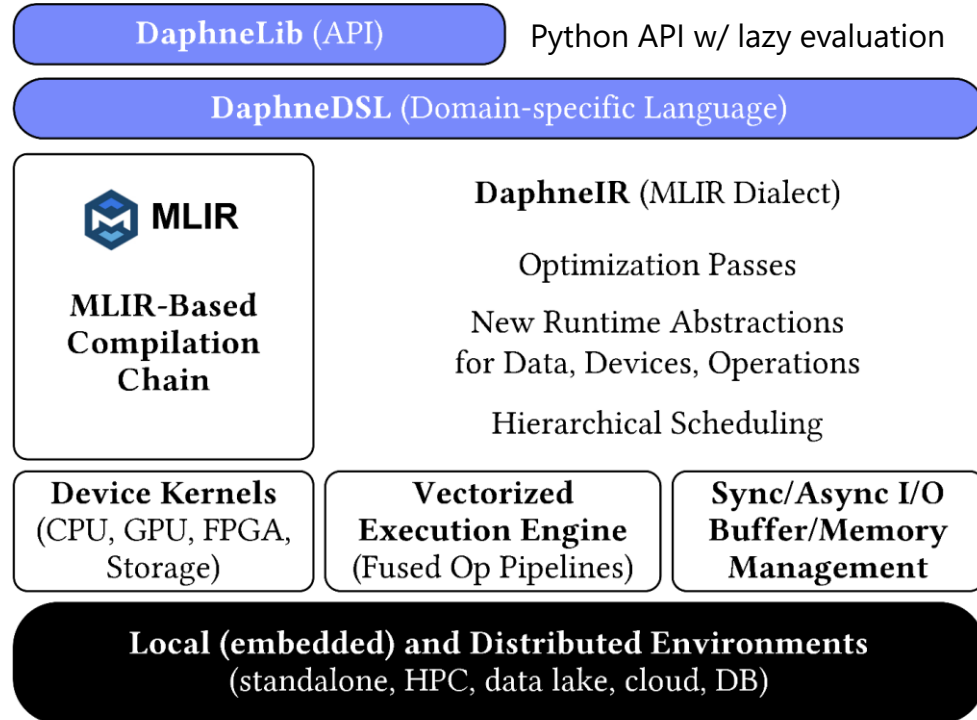 DaphneLib (API)
Python API w/ lazy evaluation
DaphneDSL (Domain-specific Language)
MLIR
MLIR-Based
Compilation
Chain
DaphneIR (MLIR Dialect)
Optimization Passes
New Runtime Abstractions
for Data, Devices, Operations
Hierarchical Scheduling
Device Kernels
(CPU, GPU, FPGA,
Storage)
Vectorized
Execution Engine
(Fused Op Pipelines)
Sync/Async I/O
Buffer/Memory
Management
Local (embedded) and Distributed Environments
(standalone, HPC, data lake, cloud, DB)